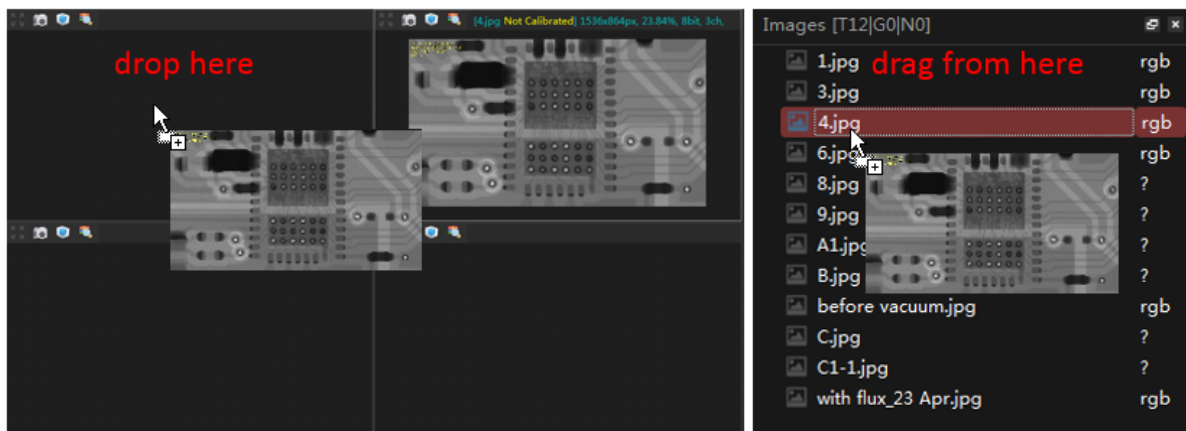 [4.jpg Not Calibrated] 1536x864px, 23.84%, 8bit, 3ch,
drop here
Images [T12|G0|N0]
drag from here
1.jpg rgb
3.jpg rgb
4.jpg rgb
6.jpg rgb
8.jpg ?
9.jpg ?
A1.jpg ?
B.jpg ?
before vacuum.jpg rgb
C.jpg ?
C1-1.jpg ?
with flux_23 Apr.jpg rgb